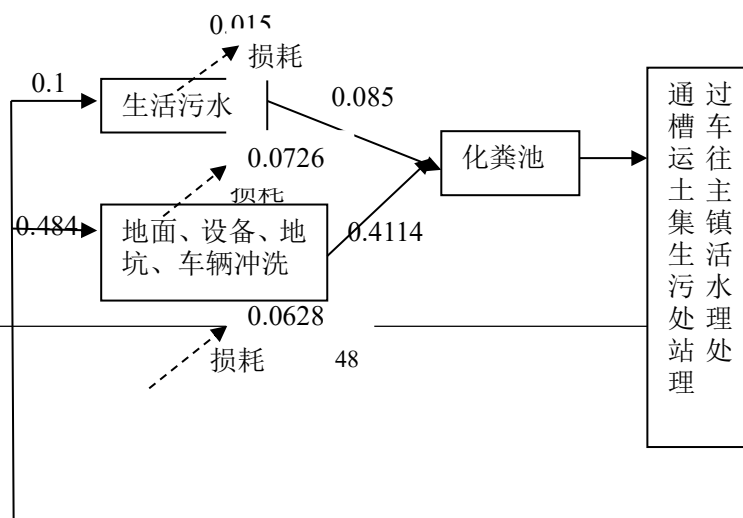 0.015
损耗
0.1
生活污水
0.085
0.0726
损耗
化粪池
0.484
地面、设备、地
坑、车辆冲洗
0.4114
0.0628
损耗
48
通过
槽车
运往
土主
集镇
生活
污水
处理
站处
理